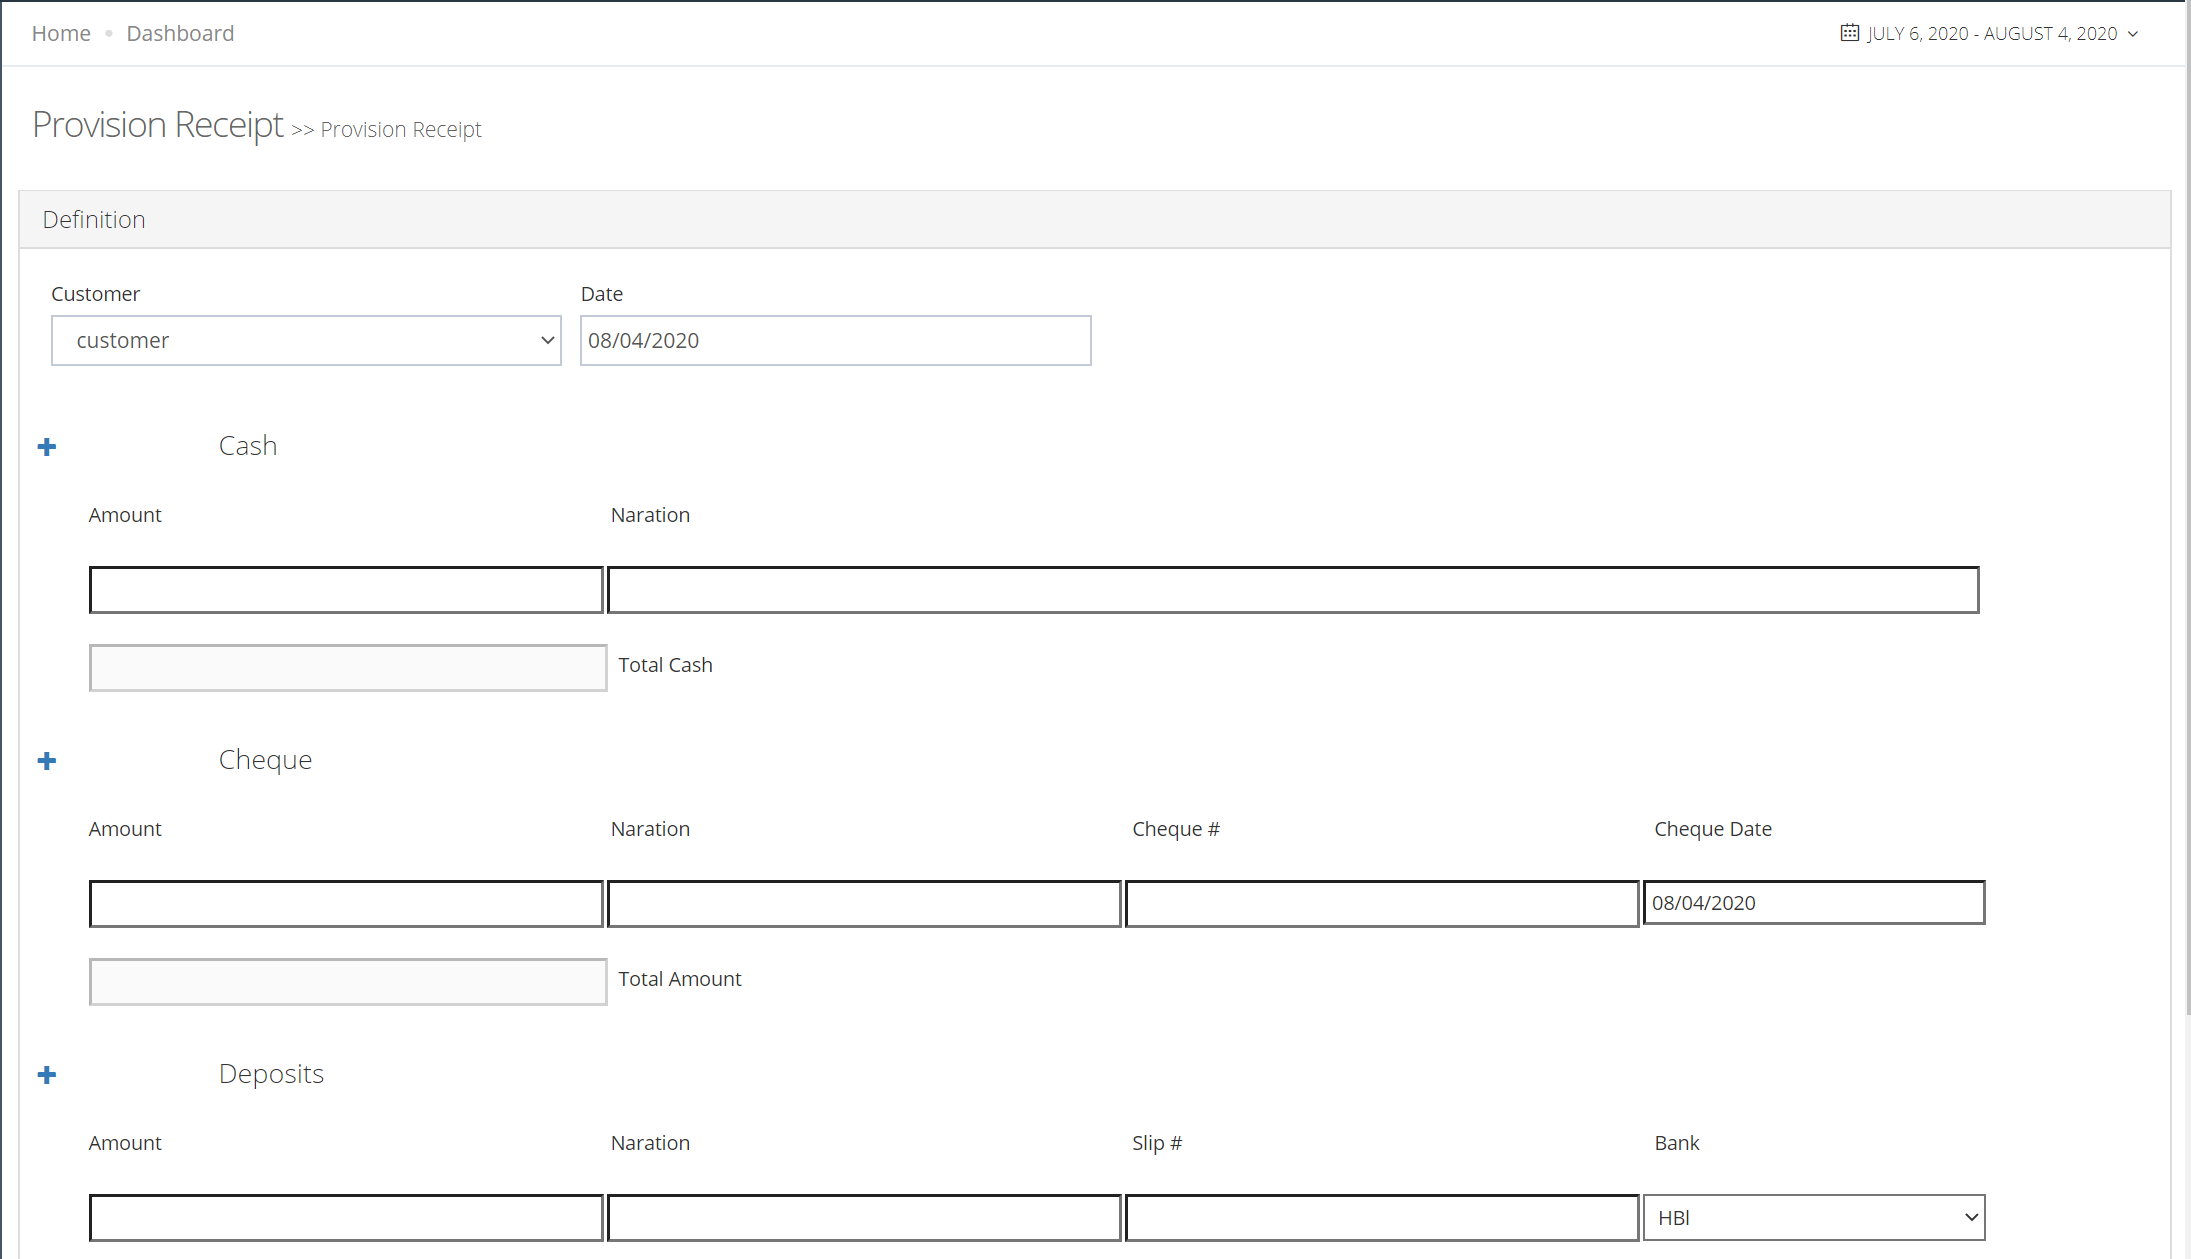 Home Dashboard JULY 6, 2020 - AUGUST 4, 2020
Provision Receipt >> Provision Receipt
Definition
Customer Date
customer 08/04/2020
Cash
Amount Naration
Total Cash
Cheque
Amount Naration Cheque # Cheque Date
08/04/2020
Total Amount
Deposits
Amount Naration Slip # Bank
HBl